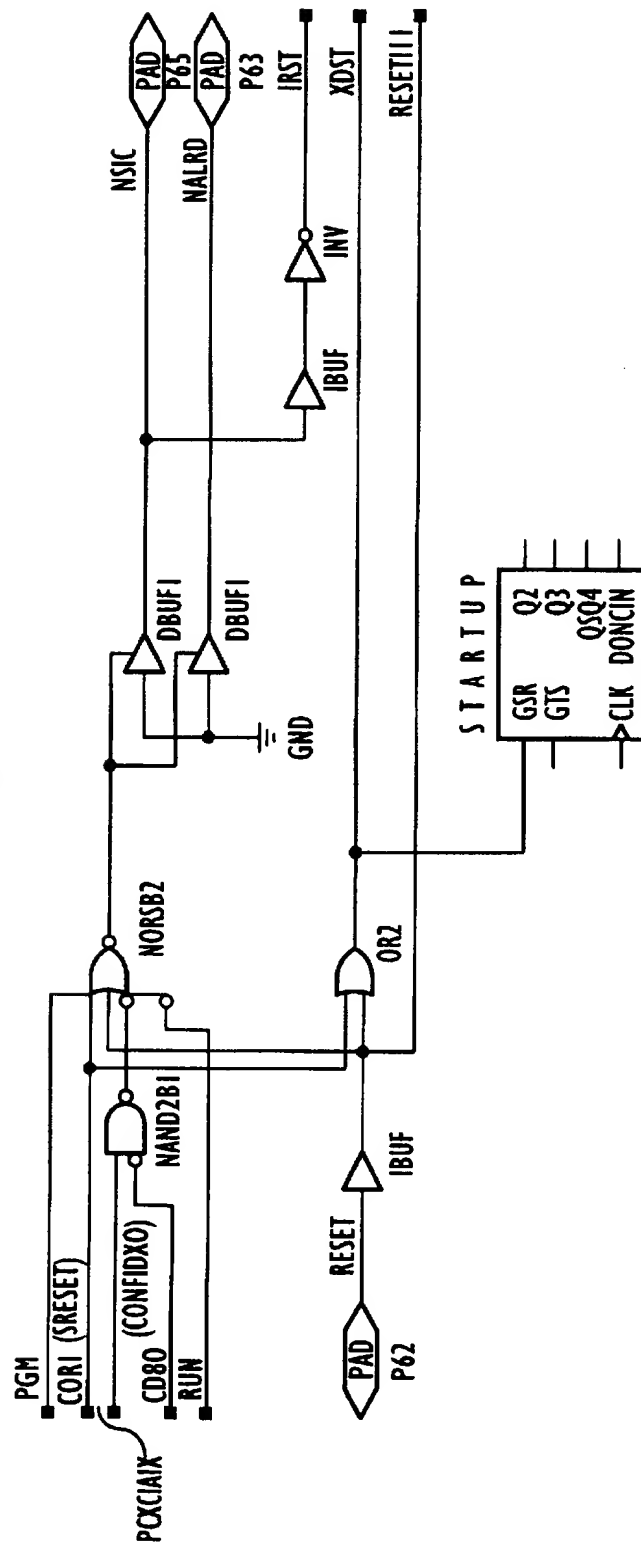 PGM
COR1 (SRESET)
PCXCIAIX
(CONFIDXO)
CD80
RUN
NAND2B1
NORSB2
GND
DBUF1
DBUF1
NSIC
PAD
P65
NALRD
PAD
P63
IBUF
INV
IRST
XDST
RESET111
PAD
P62
RESET
IBUF
OR2
STARTUP
GSR
GTS
CLK
Q2
Q3
QSQ4
DONCIN